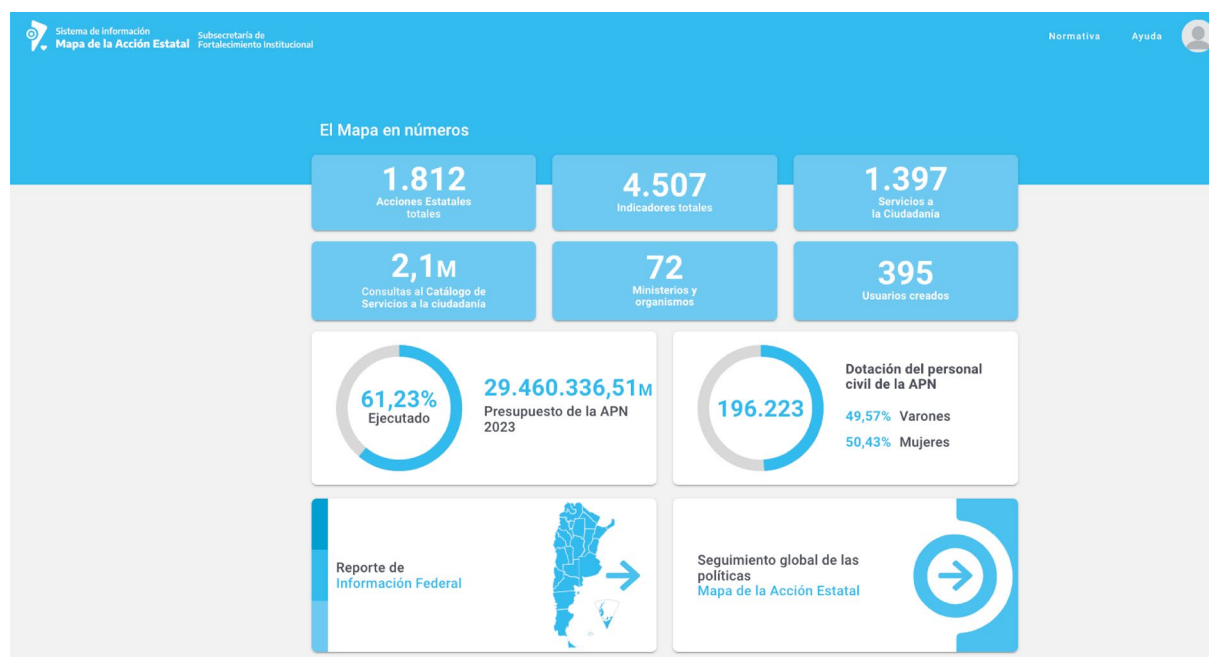 Sistema de información
Mapa de la Acción Estatal
Subsecretaría de
Fortalecimiento Institucional
Normativa
Ayuda
El Mapa en números
1.812
Acciones Estatales
totales
4.507
Indicadores totales
1.397
Servicios a
la Ciudadanía
2,1M
Consultas al Catálogo de
Servicios a la ciudadanía
72
Ministerios y
organismos
395
Usuarios creados
61,23%
Ejecutado
29.460.336,51M
Presupuesto de la APN
2023
196.223
Dotación del personal
civil de la APN
49,57% Varones
50,43% Mujeres
Reporte de
Información Federal
Seguimiento global de las
políticas
Mapa de la Acción Estatal